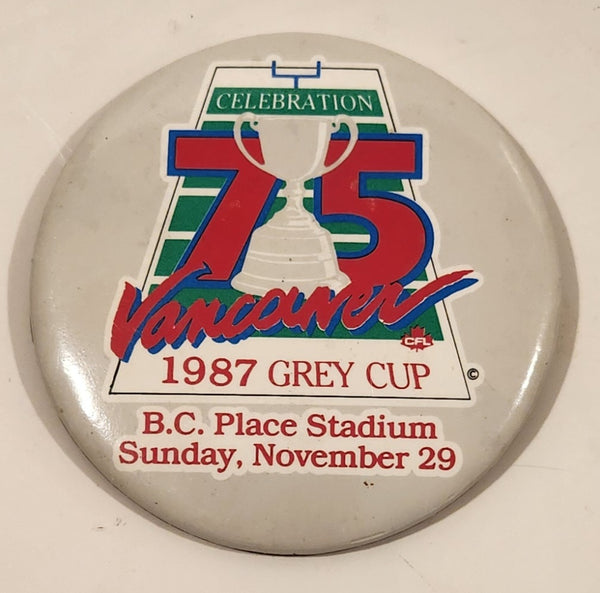 CELEBRATION
75
Vancouver
CFL
1987 GREY CUP
©
B.C. Place Stadium
Sunday, November 29